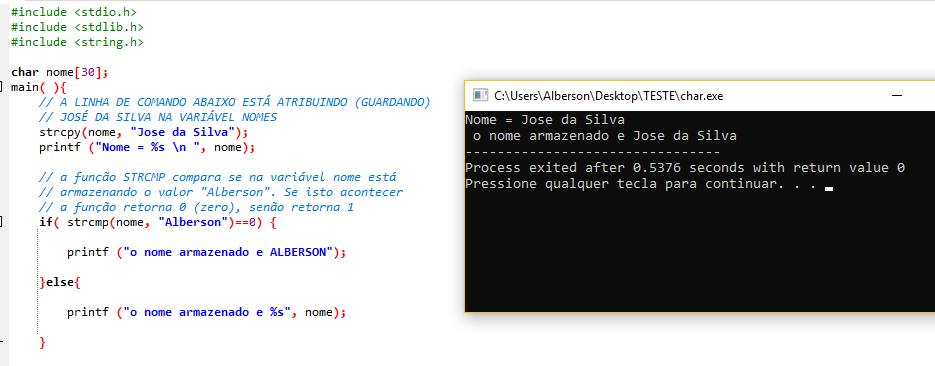 #include <stdio.h>
#include <stdlib.h>
#include <string.h>
char nome[30];
main( ){
// A LINHA DE COMANDO ABAIXO ESTÁ ATRIBUINDO (GUARDANDO)
// JOSÉ DA SILVA NA VARIÁVEL NOMES
strcpy(nome, "Jose da Silva");
printf ("Nome = %s \n ", nome);
// a função STRCMP compara se na variável nome está
// armazenando o valor "Alberson". Se isto acontecer
// a função retorna 0 (zero), senão retorna 1
if( strcmp(nome, "Alberson")==0) {
printf ("o nome armazenado e ALBERSON");
}else{
printf ("o nome armazenado e %s", nome);
}
C:\Users\Alberson\Desktop\TESTE\char.exe
Nome = Jose da Silva
o nome armazenado e Jose da Silva
--------------------------------
Process exited after 0.5376 seconds with return value 0
Pressione qualquer tecla para continuar. . .